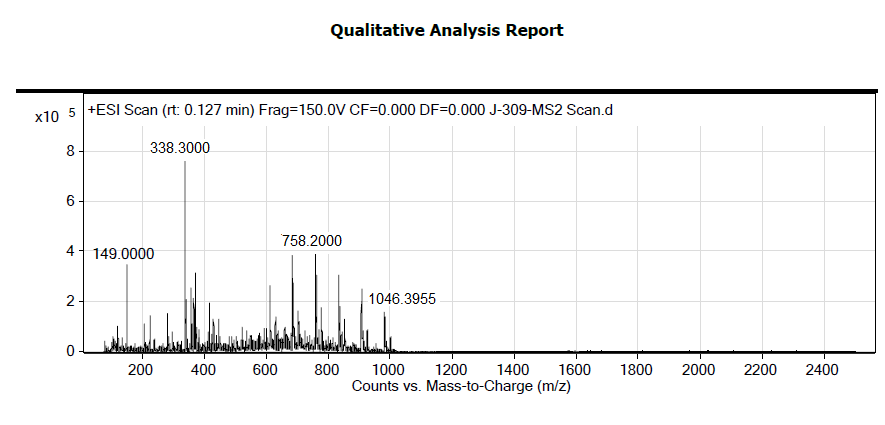 Qualitative Analysis Report
x10 5
+ESI Scan (rt: 0.127 min) Frag=150.0V CF=0.000 DF=0.000 J-309-MS2 Scan.d
8
338.3000
6
4
758.2000
149.0000
2
1046.3955
0
200 400 600 800 1000 1200 1400 1600 1800 2000 2200 2400
Counts vs. Mass-to-Charge (m/z)